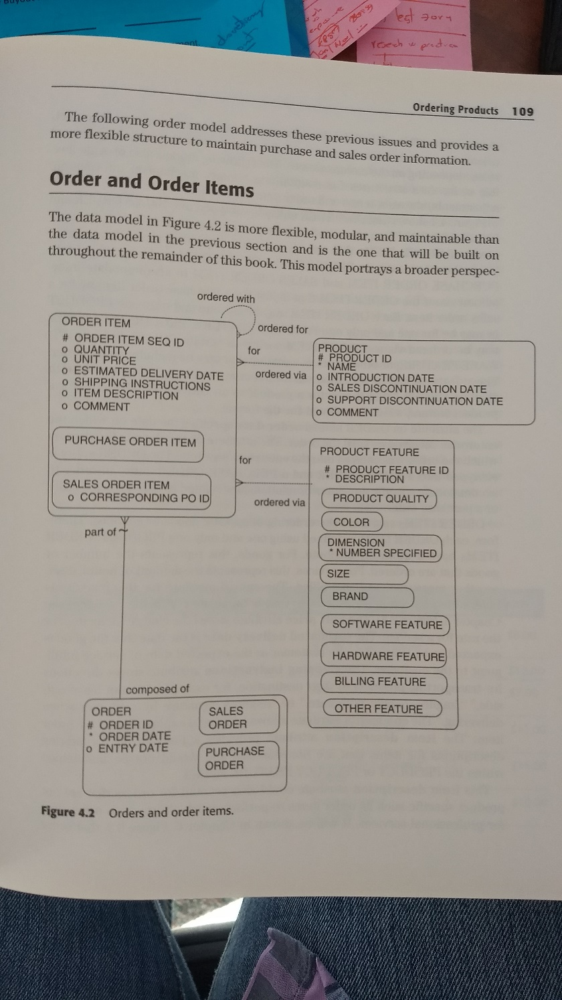 est 7074
Ordering Products 109
The following order model addresses these previous issues and provides a
more flexible structure to maintain purchase and sales order information.
Order and Order Items
The data model in Figure 4.2 is more flexible, modular, and maintainable than
the data model in the previous section and is the one that will be built on
throughout the remainder of this book. This model portrays a broader perspec-
ordered with
ORDER ITEM
# ORDER ITEM SEQ ID
o QUANTITY
o UNIT PRICE
o ESTIMATED DELIVERY DATE
o SHIPPING INSTRUCTIONS
o ITEM DESCRIPTION
o COMMENT
PURCHASE ORDER ITEM
SALES ORDER ITEM
o CORRESPONDING PO ID
ordered for
for
ordered via
PRODUCT
# PRODUCT ID
* NAME
o INTRODUCTION DATE
o SALES DISCONTINUATION DATE
o SUPPORT DISCONTINUATION DATE
o COMMENT
for
ordered via
PRODUCT FEATURE
# PRODUCT FEATURE ID
* DESCRIPTION
PRODUCT QUALITY
COLOR
DIMENSION
* NUMBER SPECIFIED
SIZE
BRAND
SOFTWARE FEATURE
HARDWARE FEATURE
BILLING FEATURE
OTHER FEATURE
part of
composed of
ORDER
# ORDER ID
* ORDER DATE
o ENTRY DATE
SALES
ORDER
PURCHASE
ORDER
Figure 4.2 Orders and order items.